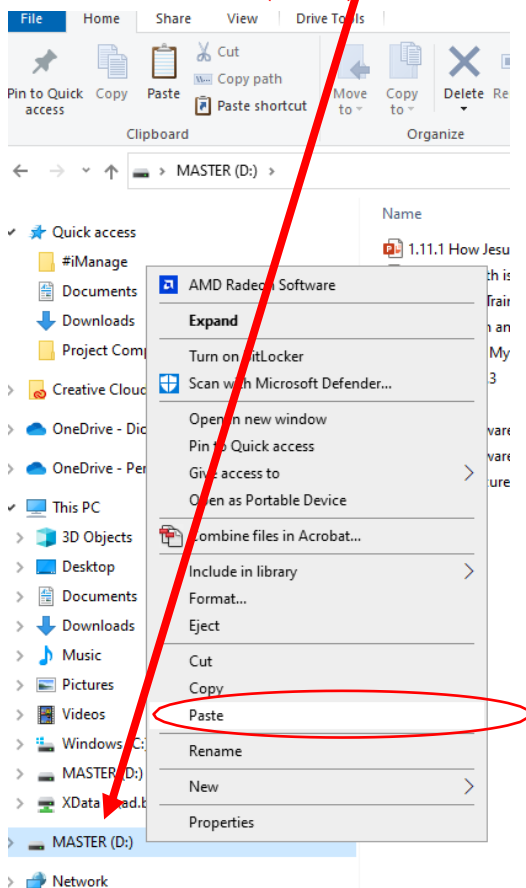 File Home Share View Drive Tools
Cut
Copy path
Paste shortcut
Pin to Quick access
Copy
Paste
Move to
Copy to
Delete
Re
Clipboard
Organize
MASTER (D:)
Name
Quick access
#iManage
Documents
Downloads
Project Comp
Creative Cloud
OneDrive - Dio
OneDrive - Per
This PC
3D Objects
Desktop
Documents
Downloads
Music
Pictures
Videos
Windows (C:)
MASTER (D:)
XData
MASTER (D:)
Network
AMD Radeon Software
Expand
Turn on BitLocker
Scan with Microsoft Defender...
Open in new window
Pin to Quick access
Give access to
Open as Portable Device
Combine files in Acrobat...
Include in library
Format...
Eject
Cut
Copy
Paste
Rename
New
Properties
1.11.1 How Jesu